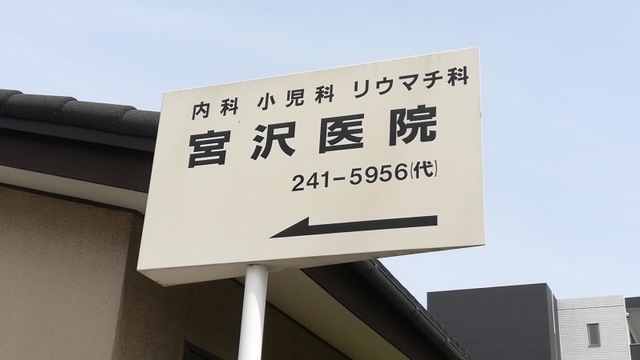 内科 小児科 リウマチ科
宮沢医院
241-5956(代)